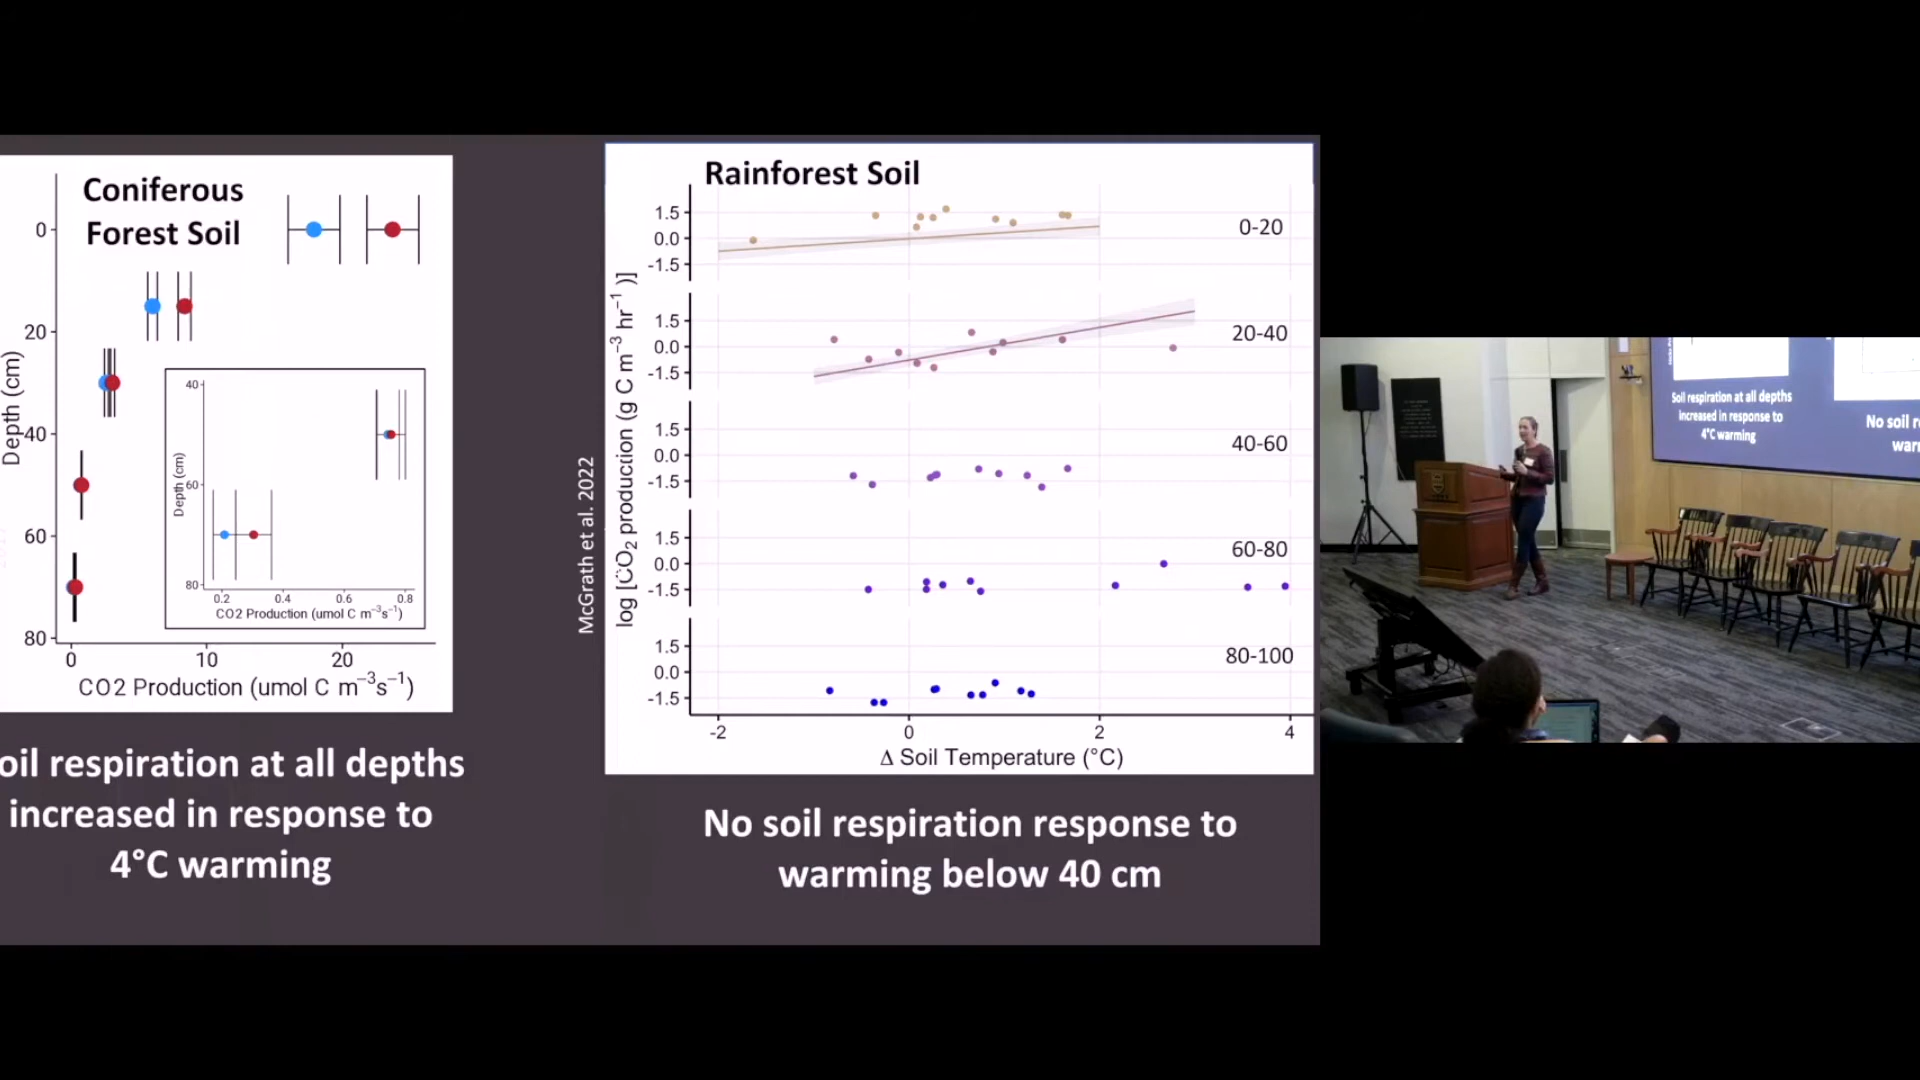 Coniferous
Forest Soil
0
20
40
60
80
Depth (cm)
0
10
20
CO2 Production (umol C m⁻³s⁻¹)
40
60
80
Depth (cm)
0.2
0.4
0.6
0.8
CO2 Production (umol C m⁻³s⁻¹)
oil respiration at all depths
increased in response to
4°C warming
McGrath et al. 2022
Rainforest Soil
log [CO₂ production (g C m⁻³ hr⁻¹ )]
1.5
0.0
-1.5
0-20
1.5
0.0
-1.5
20-40
1.5
0.0
-1.5
40-60
1.5
0.0
-1.5
60-80
1.5
0.0
-1.5
80-100
-2
0
2
4
Δ Soil Temperature (°C)
No soil respiration response to
warming below 40 cm
Soil respiration at all depths
increased in response to
4°C warming
No soil r
warr